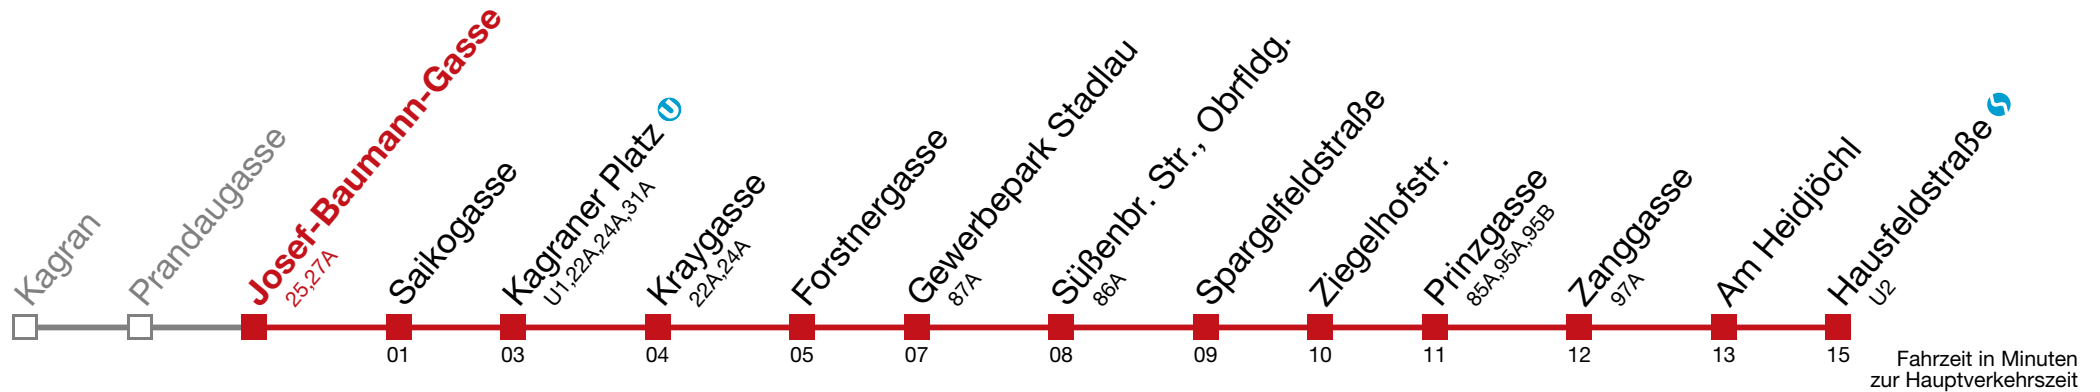 Kagran
Prandaugasse
Josef-Baumann-Gasse
25,27A
Saikogasse
Kagraner Platz U
U1,22A,24A,31A
Kraygasse
22A,24A
Forstnergasse
Gewerbepark Stadlau
87A
Süßenbr. Str., Obrfldg.
86A
Spargelfeldstraße
Ziegelhofstr.
Prinzgasse
85A,95A,95B
Zanggasse
97A
Am Heidjöchl
Hausfeldstraße S
U2
01 03 04 05 07 08 09 10 11 12 13 15
Fahrzeit in Minuten
zur Hauptverkehrszeit